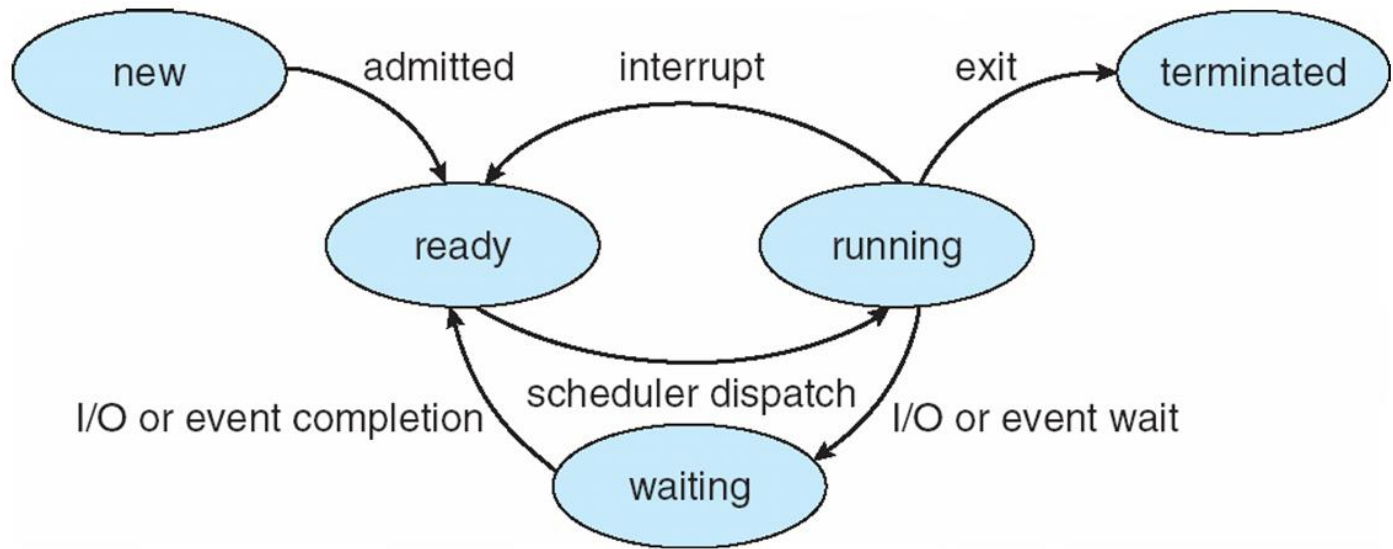 new
admitted
interrupt
exit
terminated
ready
running
scheduler dispatch
I/O or event completion
I/O or event wait
waiting